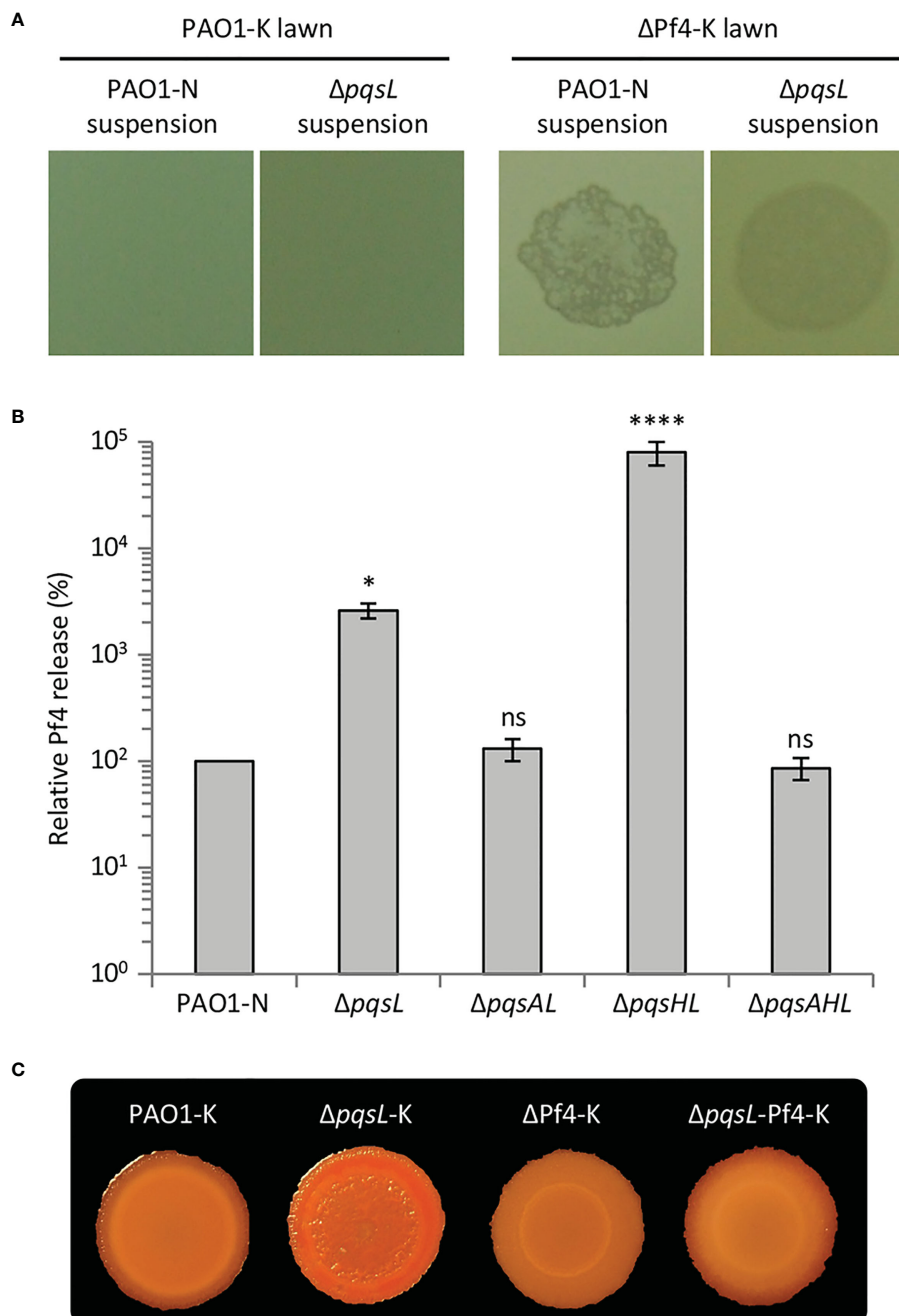 A
PAO1-K lawn
ΔPf4-K lawn
PAO1-N suspension
ΔpqsL suspension
PAO1-N suspension
ΔpqsL suspension
B
Relative Pf4 release (%)
10⁵
10⁴
10³
10²
10¹
10⁰
*
ns
****
ns
PAO1-N
ΔpqsL
ΔpqsAL
ΔpqsHL
ΔpqsAHL
C
PAO1-K
ΔpqsL-K
ΔPf4-K
ΔpqsL-Pf4-K